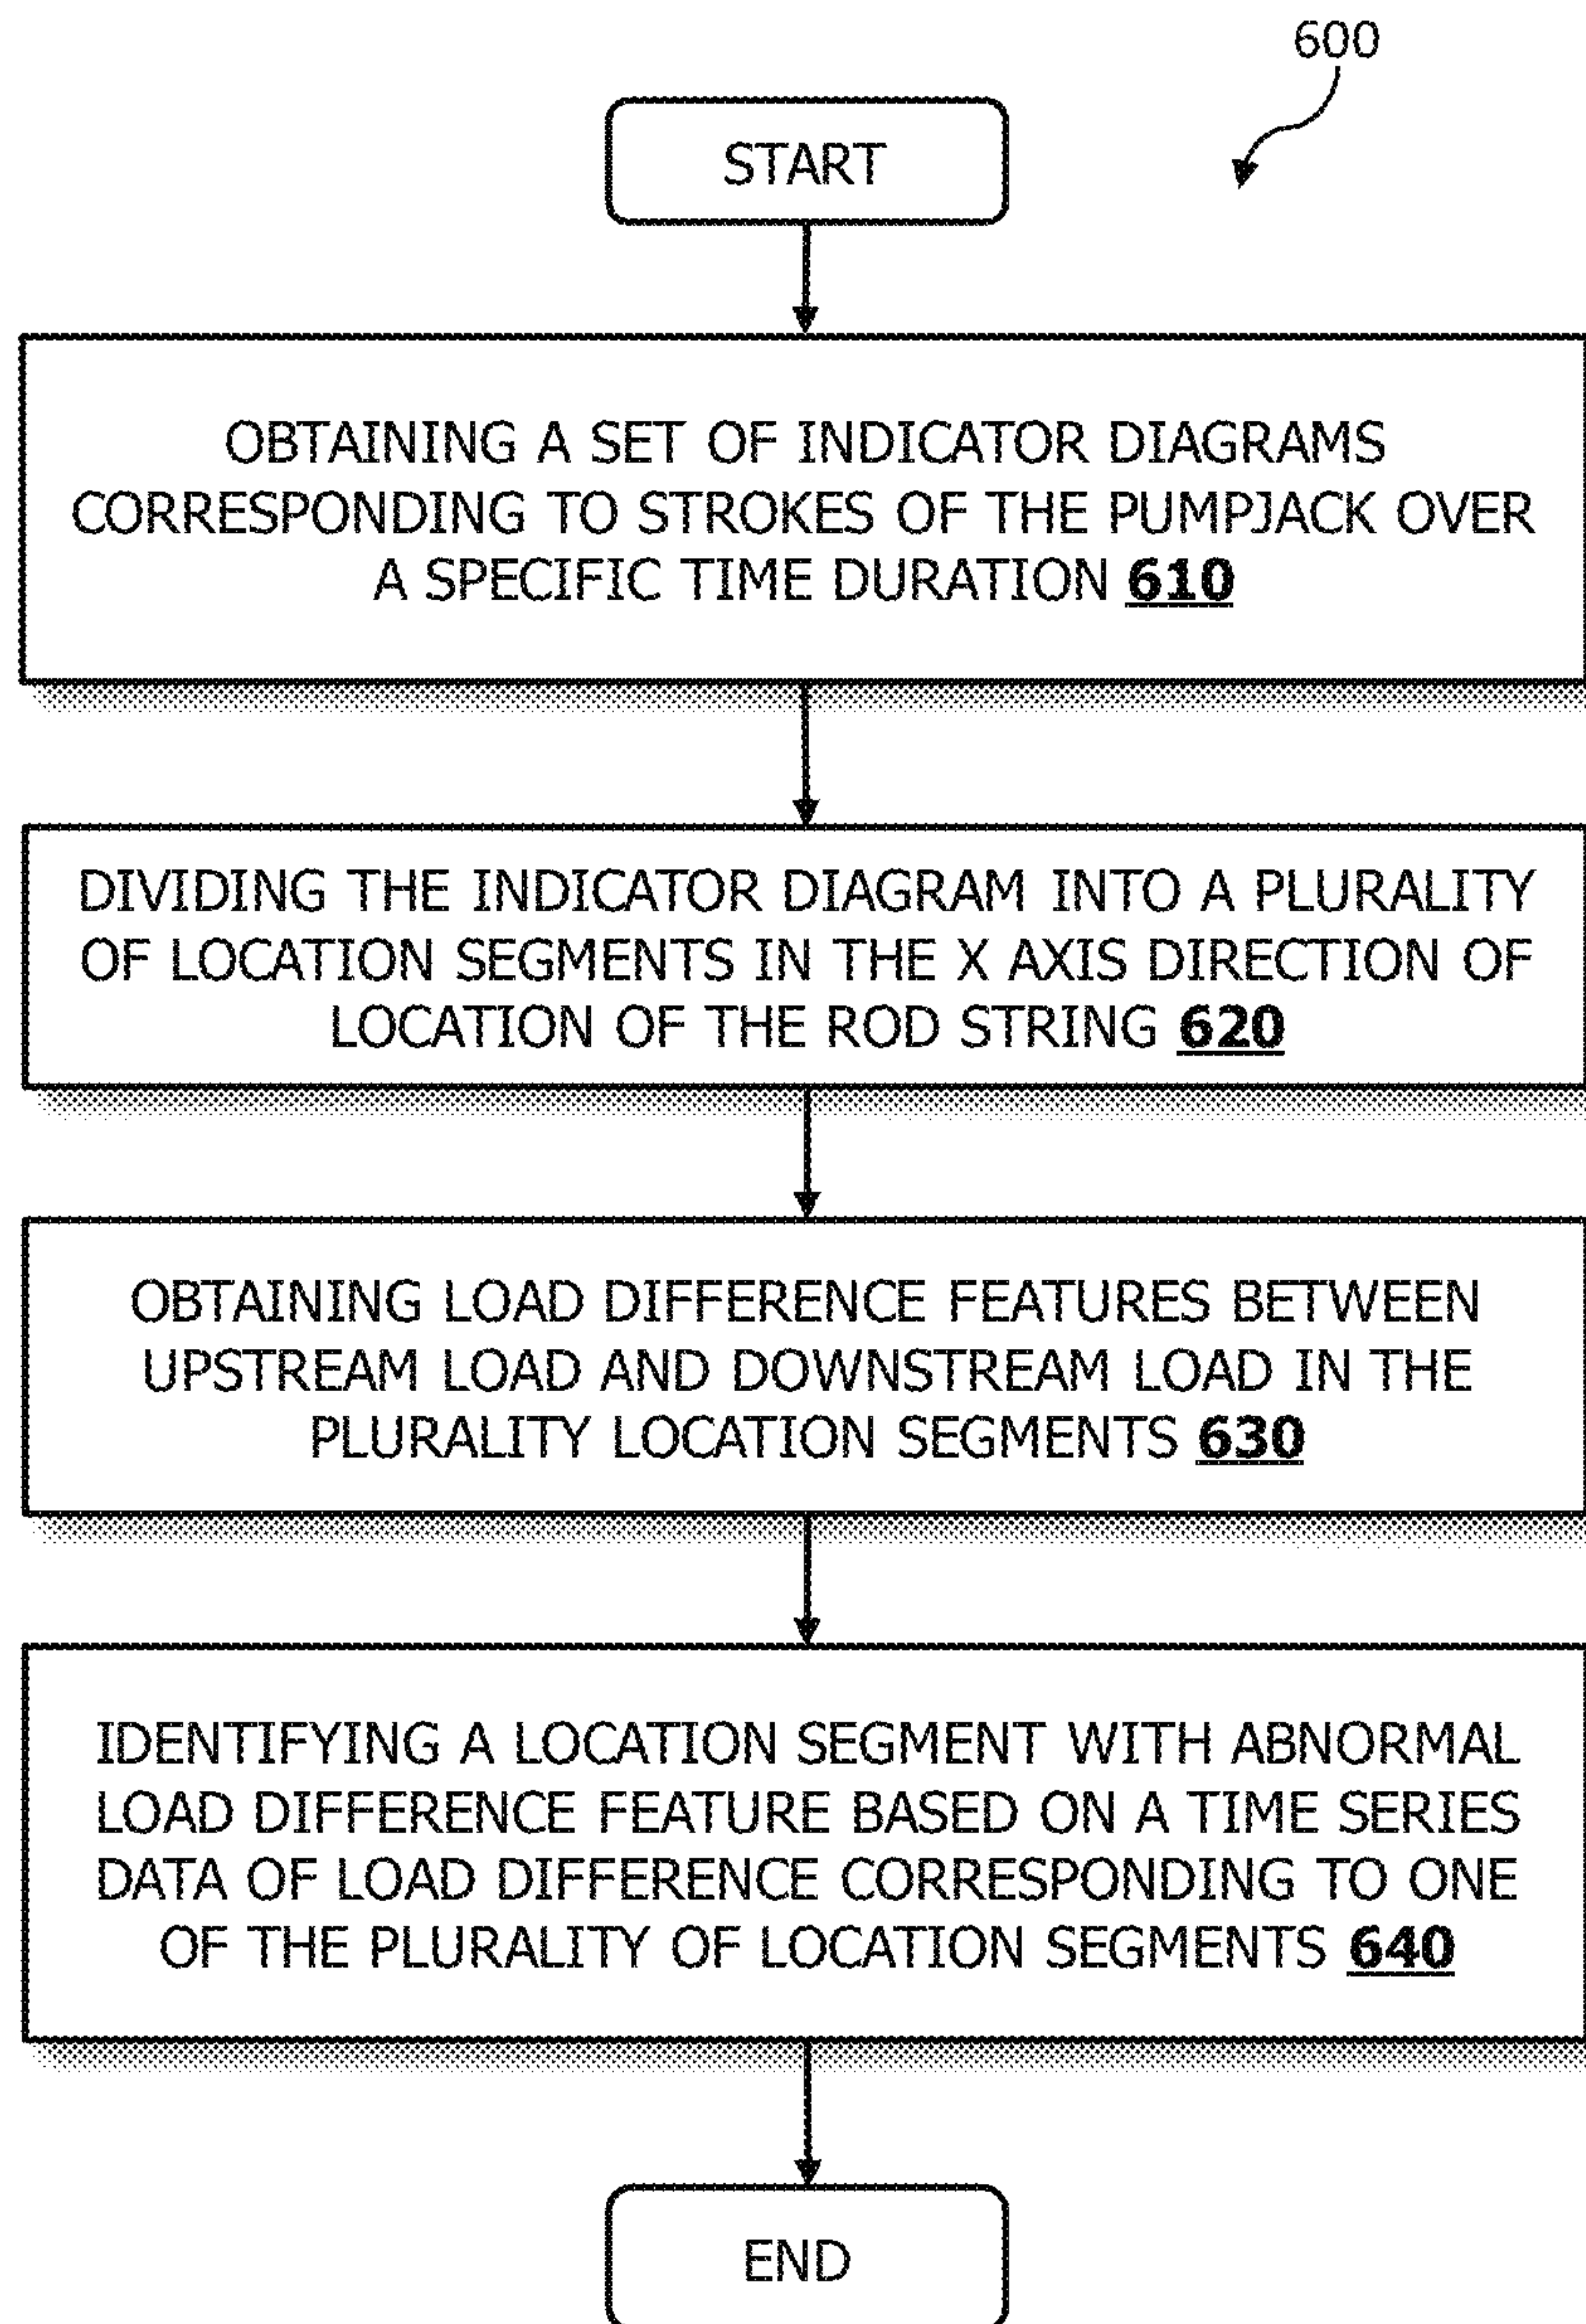 600
START
OBTAINING A SET OF INDICATOR DIAGRAMS
CORRESPONDING TO STROKES OF THE PUMPJACK OVER
A SPECIFIC TIME DURATION 610
DIVIDING THE INDICATOR DIAGRAM INTO A PLURALITY
OF LOCATION SEGMENTS IN THE X AXIS DIRECTION OF
LOCATION OF THE ROD STRING 620
OBTAINING LOAD DIFFERENCE FEATURES BETWEEN
UPSTREAM LOAD AND DOWNSTREAM LOAD IN THE
PLURALITY LOCATION SEGMENTS 630
IDENTIFYING A LOCATION SEGMENT WITH ABNORMAL
LOAD DIFFERENCE FEATURE BASED ON A TIME SERIES
DATA OF LOAD DIFFERENCE CORRESPONDING TO ONE
OF THE PLURALITY OF LOCATION SEGMENTS 640
END